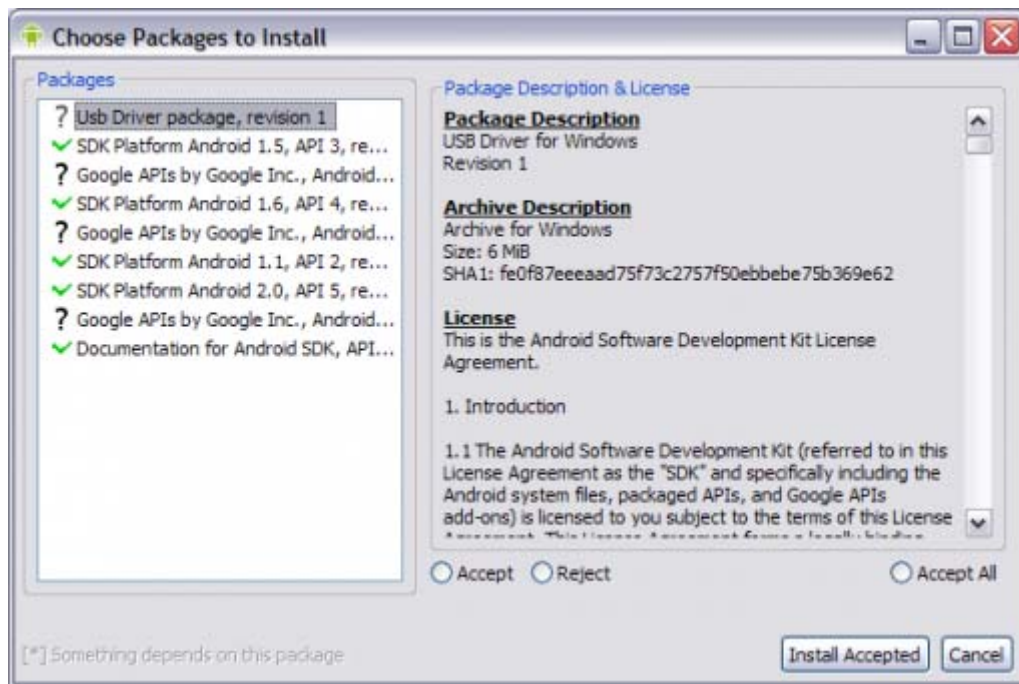 Choose Packages to Install
Packages
? Usb Driver package, revision 1
SDK Platform Android 1.5, API 3, re...
? Google APIs by Google Inc., Android...
SDK Platform Android 1.6, API 4, re...
? Google APIs by Google Inc., Android...
SDK Platform Android 1.1, API 2, re...
SDK Platform Android 2.0, API 5, re...
? Google APIs by Google Inc., Android...
Documentation for Android SDK, API...
Package Description & License
Package Description
USB Driver for Windows
Revision 1
Archive Description
Archive for Windows
Size: 6 MiB
SHA1: fe0f87eeeaad75f73c2757f50ebbebe75b369e62
License
This is the Android Software Development Kit License
Agreement.
1. Introduction
1.1 The Android Software Development Kit (referred to in this
License Agreement as the "SDK" and specifically including the
Android system files, packaged APIs, and Google APIs
add-ons) is licensed to you subject to the terms of this License
Accept
Reject
Accept All
[*] Something depends on this package
Install Accepted
Cancel